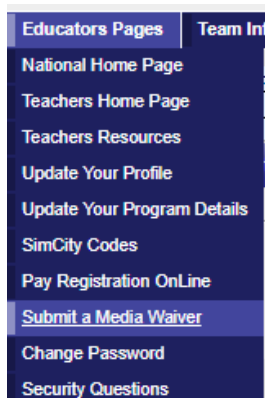 Educators Pages Team In
National Home Page
Teachers Home Page
Teachers Resources
Update Your Profile
Update Your Program Details
SimCity Codes
Pay Registration OnLine
Submit a Media Waiver
Change Password
Security Questions